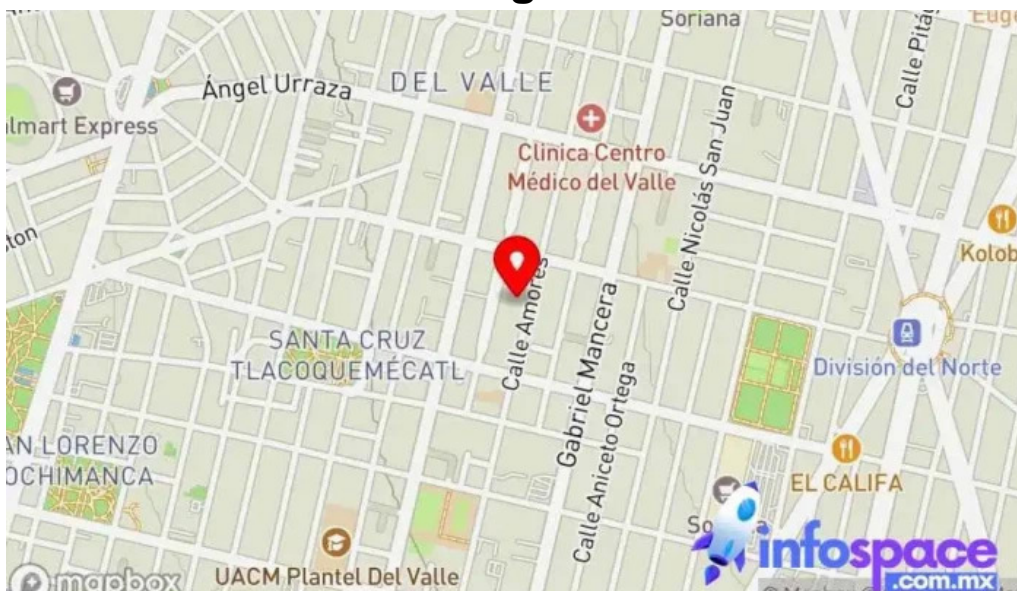 Soriana
Ángel Urraza
DEL VALLE
Calle Nicolás San Juan
almart Express
Clinica Centro
Médico del Valle
Kolob
Calle Amores
Gabriel Mancera
SANTA CRUZ
TLACOQUEMÉCATL
División del Norte
Calle Aniceto Ortega
AN LORENZO
OCHIMANCA
EL CALIFA
UACM Plantel Del Valle
mapbox
infospace
.com.mx